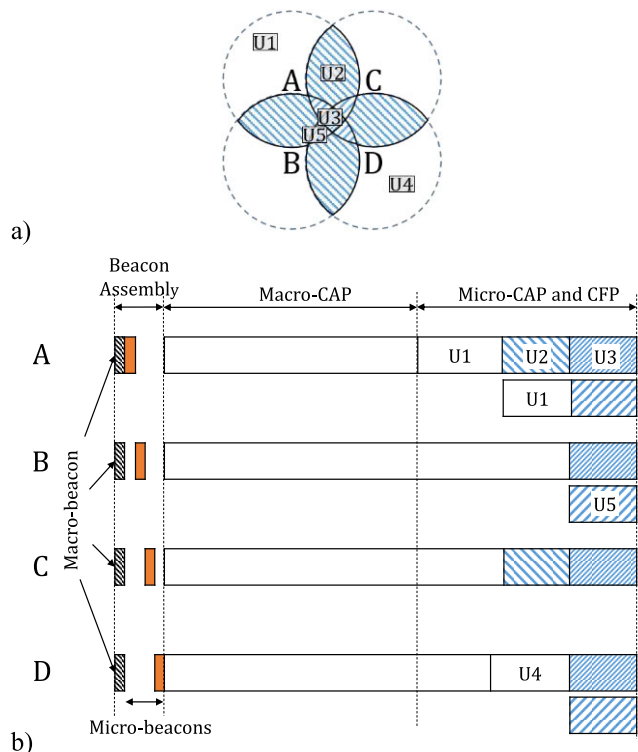 U1
A
U2
C
U3
U5
B
D
U4
a)
Beacon
Assembly
Macro-CAP
Micro-CAP and CFP
A
U1
U2
U3
U1
B
U5
Macro-beacon
C
D
U4
Micro-beacons
b)